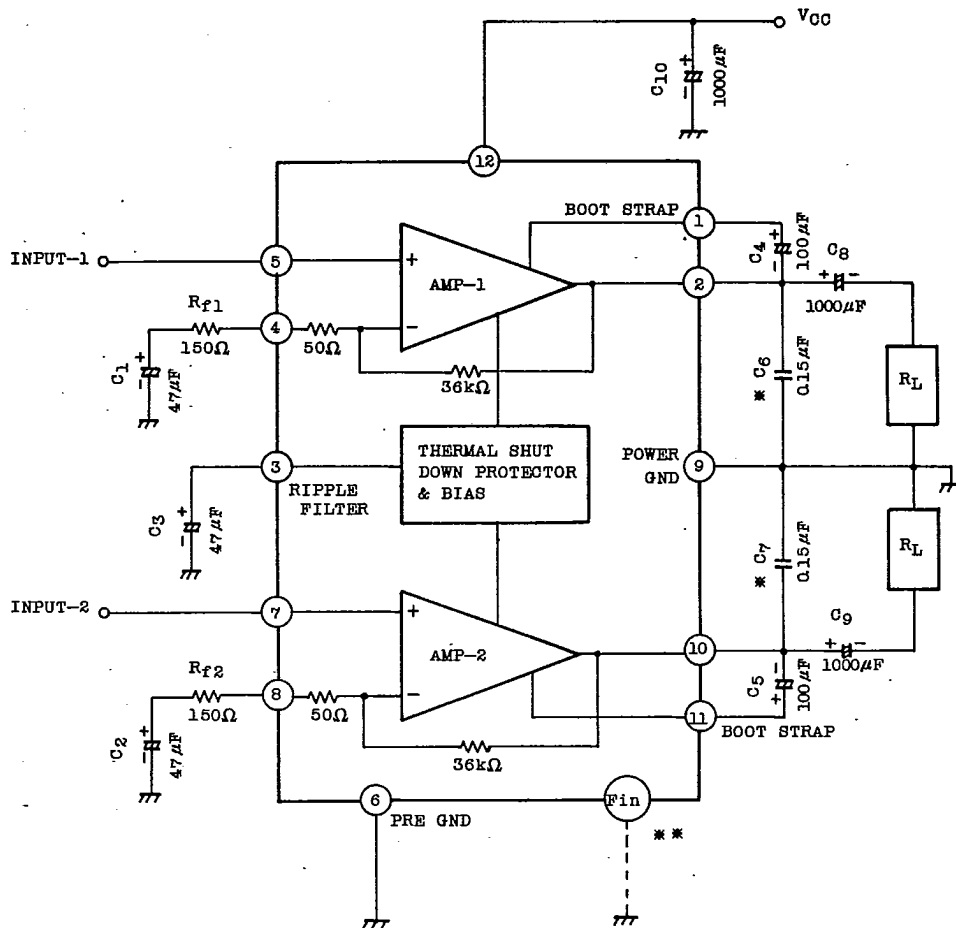 VCC
C10
+
−
1000μF
12
BOOT STRAP
1
INPUT-1
5
+
AMP-1
2
C4
+
−
100μF
C8
+ −
1000μF
Rf1
150Ω
4
50Ω
−
36kΩ
C1
+
−
47μF
* C6
0.15μF
RL
3
RIPPLE
FILTER
THERMAL SHUT
DOWN PROTECTOR
& BIAS
POWER
GND
9
C3
+
−
47μF
* C7
0.15μF
RL
INPUT-2
7
+
AMP-2
10
C9
+ −
1000μF
Rf2
150Ω
8
50Ω
−
36kΩ
C5
−
+
100μF
11
BOOT STRAP
C2
+
−
47μF
6
PRE GND
Fin
* *